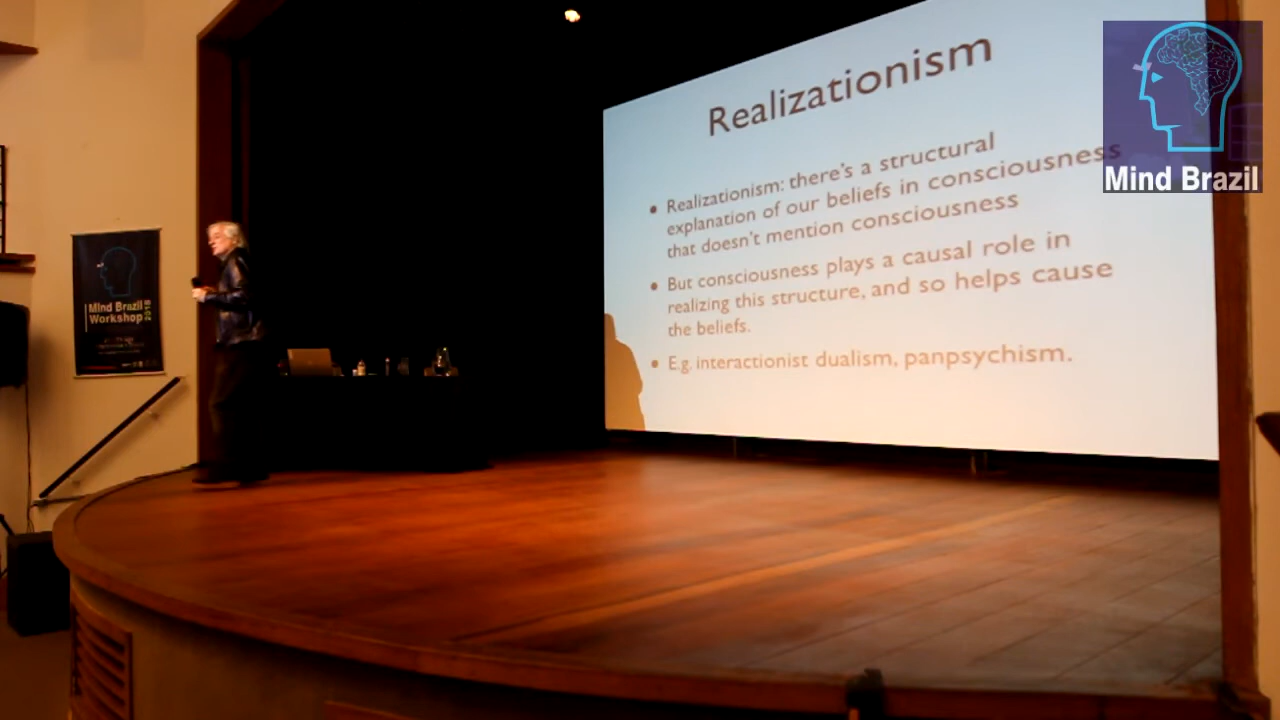 Realizationism
• Realizationism: there's a structural
explanation of our beliefs in consciousness
that doesn't mention consciousness
• But consciousness plays a causal role in
realizing this structure, and so helps cause
the beliefs.
• E.g. interactionist dualism, panpsychism.
Mind Brazil
Mind Brazil
Workshop
2018